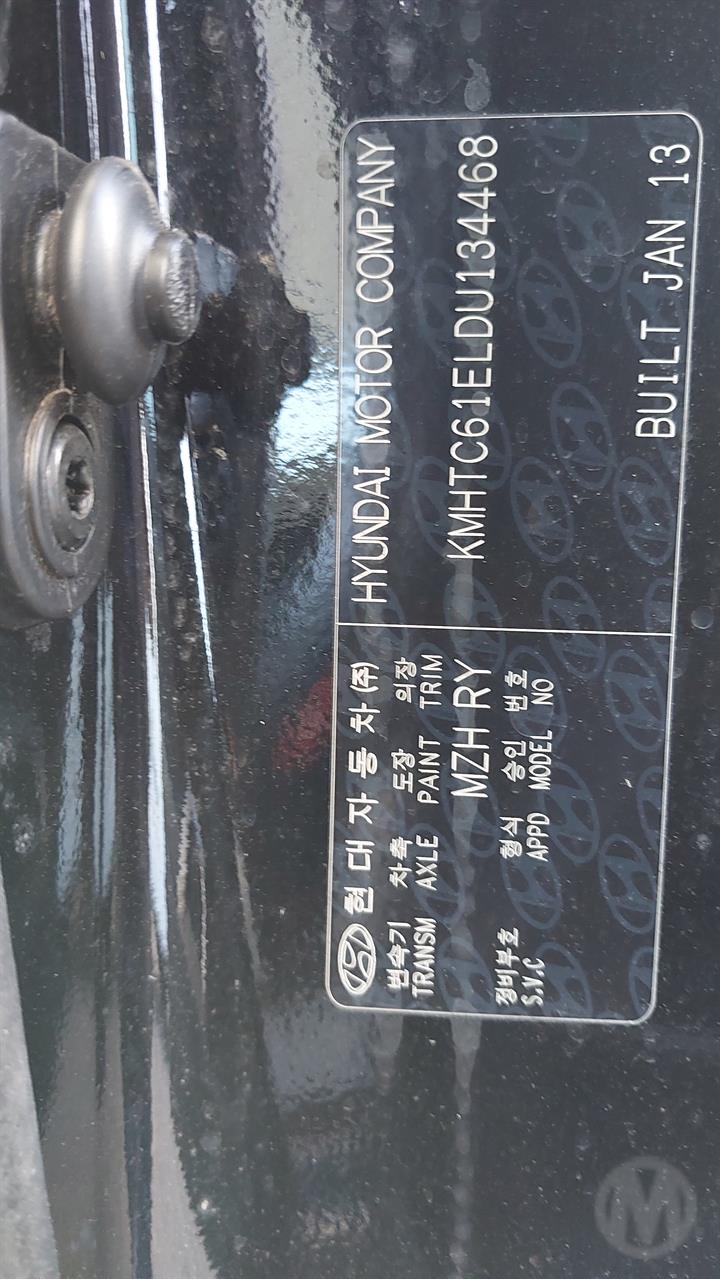 현대자동차(주)
변속기 차축 도장 의장
TRANSM AXLE PAINT TRIM
MZH RY
정비부호 형식 승인 번호
S.V.C APPD MODEL NO
HYUNDAI MOTOR COMPANY
KMHTC61ELDU134468
BUILT JAN 13
M